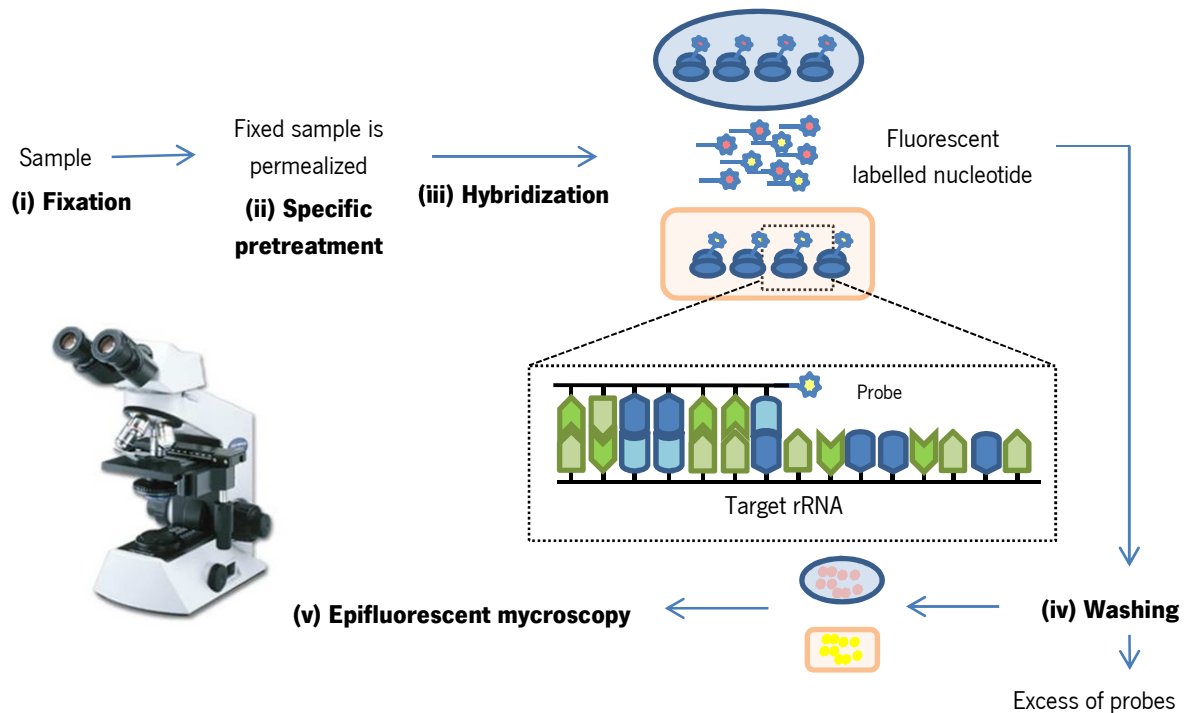 Sample
(i) Fixation
Fixed sample is
permealized
(ii) Specific
pretreatment
(iii) Hybridization
Fluorescent
labelled nucleotide
Probe
Target rRNA
(iv) Washing
Excess of probes
(v) Epifluorescent mycroscopy